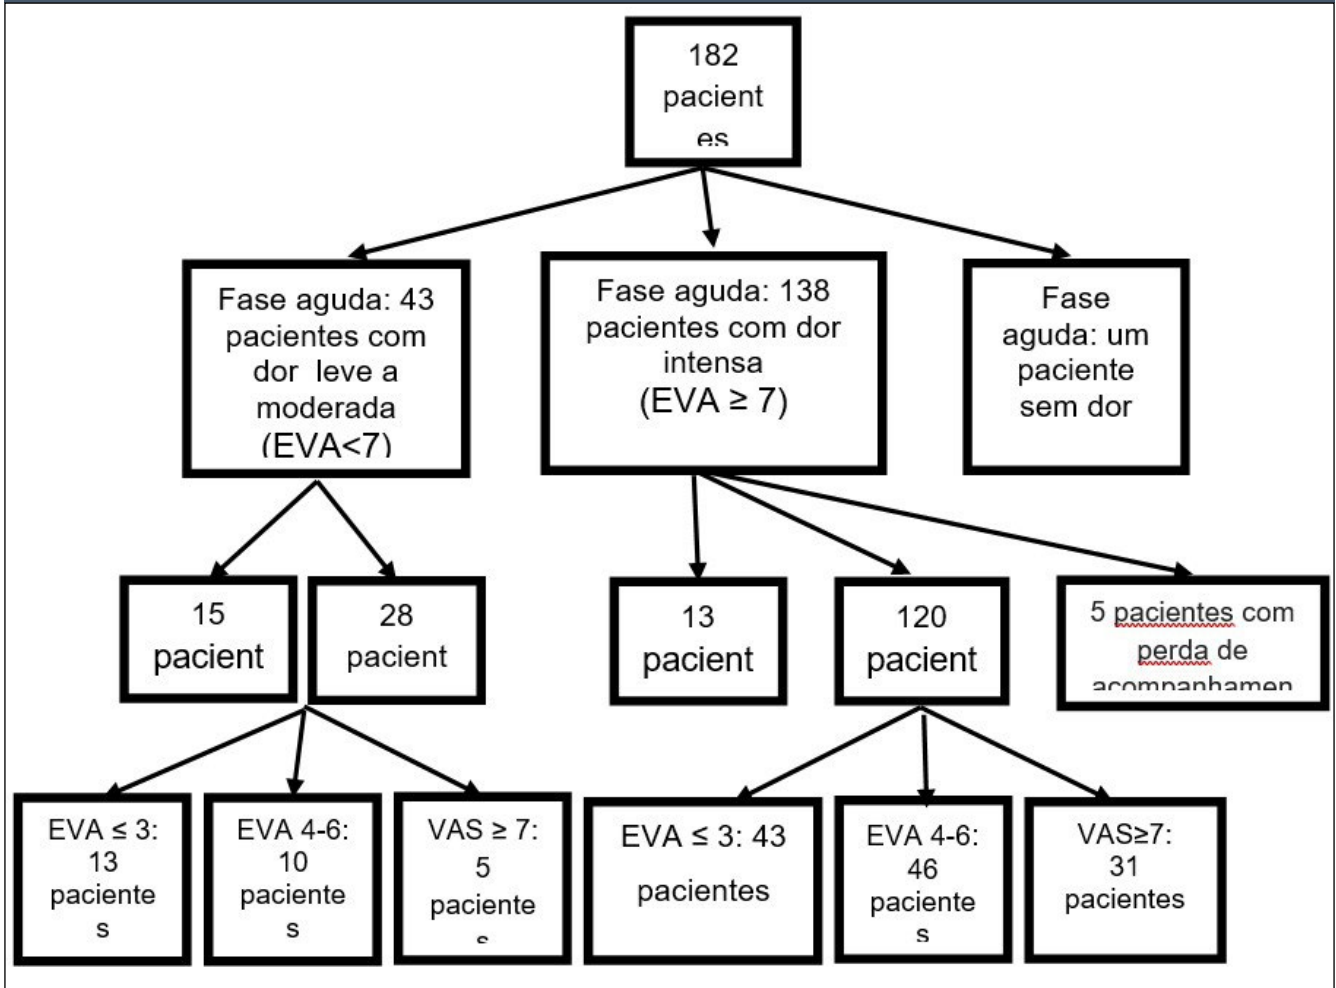 182
pacient
es
Fase aguda: 43
pacientes com
dor leve a
moderada
(EVA<7)
Fase aguda: 138
pacientes com dor
intensa
(EVA ≥ 7)
Fase
aguda: um
paciente
sem dor
15
pacient
28
pacient
13
pacient
120
pacient
5 pacientes com
perda de
acompanhamen
EVA ≤ 3:
13
paciente
s
EVA 4-6:
10
paciente
s
VAS ≥ 7:
5
paciente
s
EVA ≤ 3: 43
pacientes
EVA 4-6:
46
paciente
s
VAS≥7:
31
pacientes